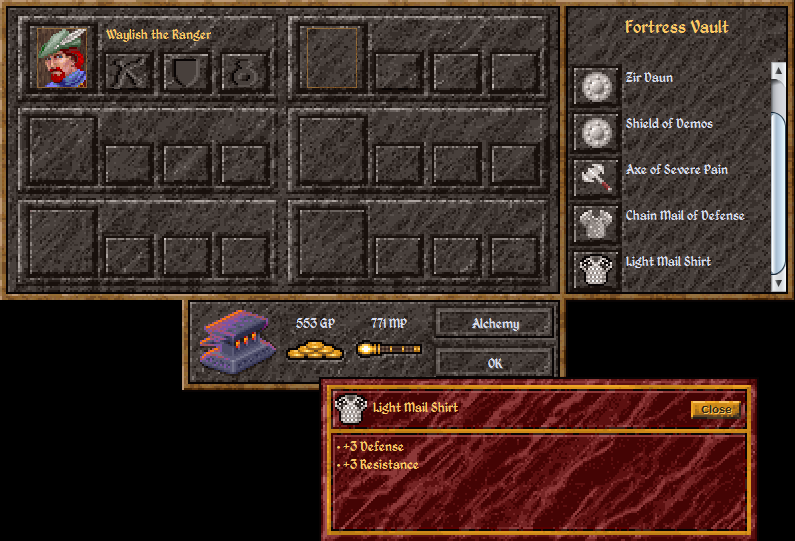 Waylish the Ranger
Fortress Vault
Zir Daun
Shield of Demos
Axe of Severe Pain
Chain Mail of Defense
Light Mail Shirt
553 GP
771 MP
Alchemy
OK
Light Mail Shirt
Close
• +3 Defense
• +3 Resistance